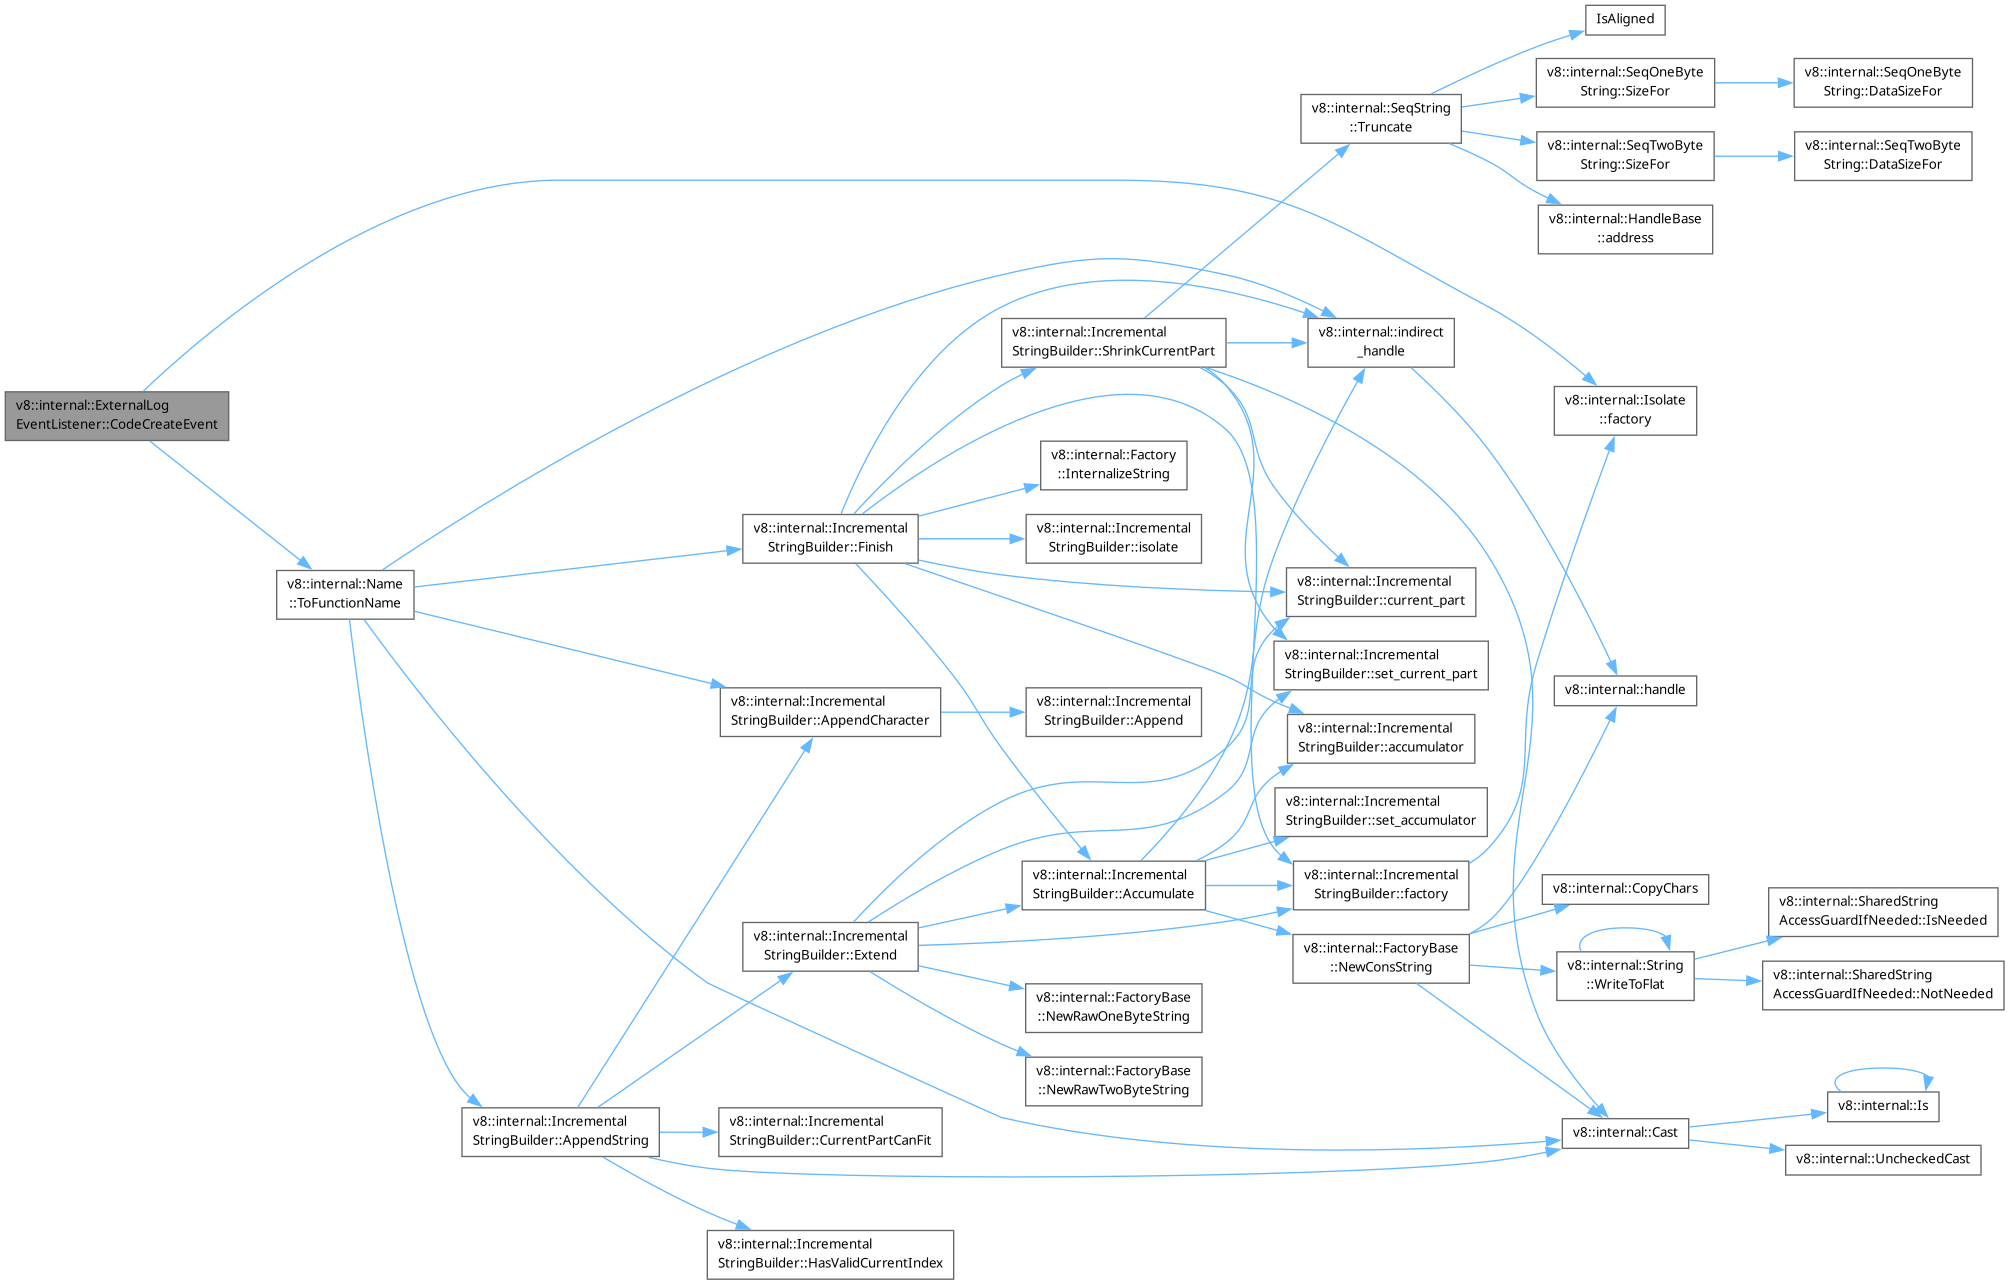 v8::internal::ExternalLog
EventListener::CodeCreateEvent
v8::internal::Name
::ToFunctionName
v8::internal::Incremental
StringBuilder::AppendString
v8::internal::Incremental
StringBuilder::Finish
v8::internal::Incremental
StringBuilder::AppendCharacter
v8::internal::Incremental
StringBuilder::Extend
v8::internal::Incremental
StringBuilder::CurrentPartCanFit
v8::internal::Incremental
StringBuilder::HasValidCurrentIndex
v8::internal::Incremental
StringBuilder::ShrinkCurrentPart
v8::internal::Factory
::InternalizeString
v8::internal::Incremental
StringBuilder::isolate
v8::internal::Incremental
StringBuilder::Append
v8::internal::Incremental
StringBuilder::Accumulate
v8::internal::FactoryBase
::NewRawOneByteString
v8::internal::FactoryBase
::NewRawTwoByteString
v8::internal::SeqString
::Truncate
v8::internal::indirect
_handle
v8::internal::Incremental
StringBuilder::current_part
v8::internal::Incremental
StringBuilder::set_current_part
v8::internal::Incremental
StringBuilder::accumulator
v8::internal::Incremental
StringBuilder::set_accumulator
v8::internal::Incremental
StringBuilder::factory
v8::internal::FactoryBase
::NewConsString
IsAligned
v8::internal::SeqOneByte
String::SizeFor
v8::internal::SeqTwoByte
String::SizeFor
v8::internal::HandleBase
::address
v8::internal::Isolate
::factory
v8::internal::handle
v8::internal::CopyChars
v8::internal::String
::WriteToFlat
v8::internal::Cast
v8::internal::SeqOneByte
String::DataSizeFor
v8::internal::SeqTwoByte
String::DataSizeFor
v8::internal::SharedString
AccessGuardIfNeeded::IsNeeded
v8::internal::SharedString
AccessGuardIfNeeded::NotNeeded
v8::internal::Is
v8::internal::UncheckedCast